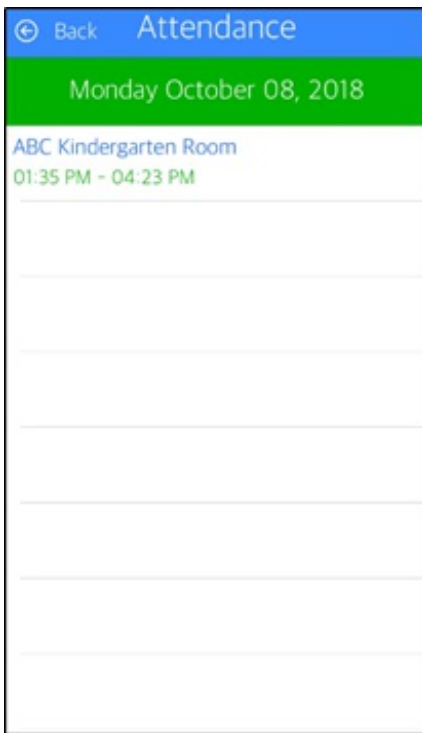 Back Attendance
Monday October 08, 2018
ABC Kindergarten Room
01:35 PM - 04:23 PM